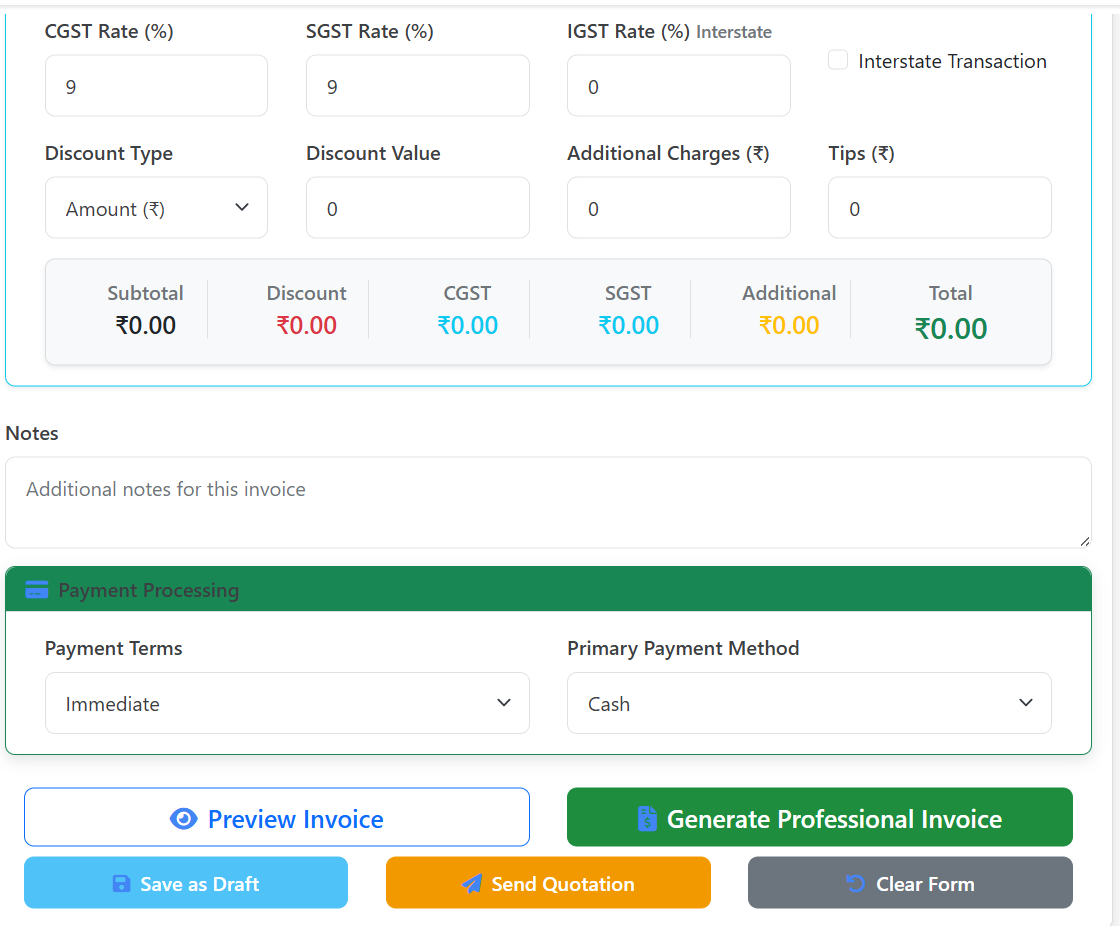 CGST Rate (%) SGST Rate (%) IGST Rate (%) Interstate
Interstate Transaction
9 9 0
Discount Type Discount Value Additional Charges (₹) Tips (₹)
Amount (₹) 0 0 0
Subtotal Discount CGST SGST Additional Total
₹0.00 ₹0.00 ₹0.00 ₹0.00 ₹0.00 ₹0.00
Notes
Additional notes for this invoice
Payment Processing
Payment Terms Primary Payment Method
Immediate Cash
Preview Invoice Generate Professional Invoice
Save as Draft Send Quotation Clear Form